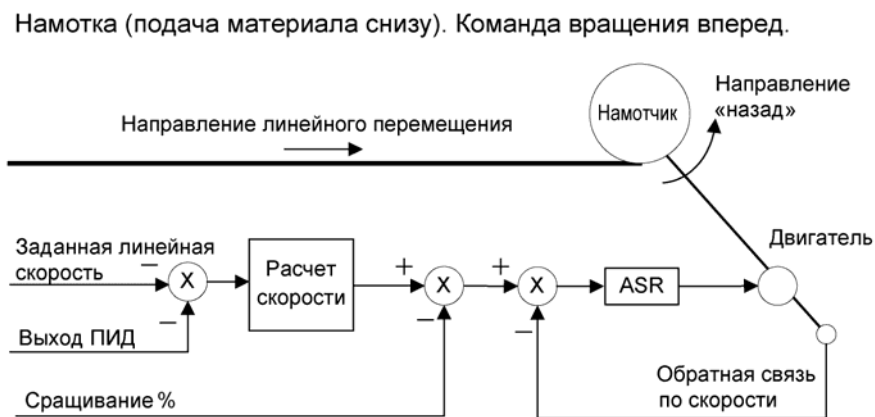 Намотка (подача материала снизу). Команда вращения вперед.
Направление
«назад»
Намотчик
Направление линейного перемещения
Двигатель
Заданная линейная
скорость
−
X
−
Расчет
скорости
+
X
−
+
X
−
ASR
Выход ПИД
Сращивание %
Обратная связь
по скорости